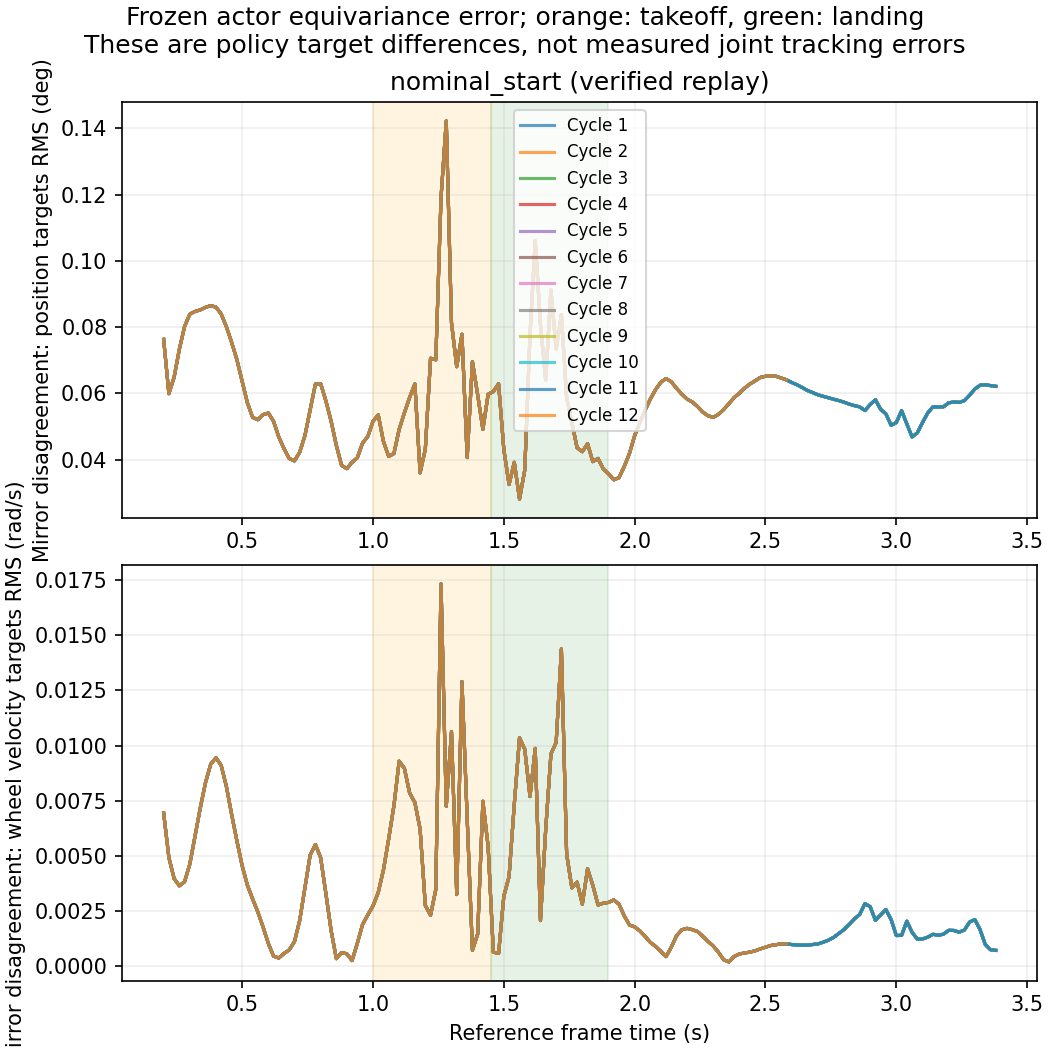 Frozen actor equivariance error; orange: takeoff, green: landing
These are policy target differences, not measured joint tracking errors
nominal_start (verified replay)
Mirror disagreement: position targets RMS (deg)
0.14
0.12
0.10
0.08
0.06
0.04
Cycle 1
Cycle 2
Cycle 3
Cycle 4
Cycle 5
Cycle 6
Cycle 7
Cycle 8
Cycle 9
Cycle 10
Cycle 11
Cycle 12
0.5
1.0
1.5
2.0
2.5
3.0
3.5
irror disagreement: wheel velocity targets RMS (rad/s)
0.0175
0.0150
0.0125
0.0100
0.0075
0.0050
0.0025
0.0000
0.5
1.0
1.5
2.0
2.5
3.0
3.5
Reference frame time (s)